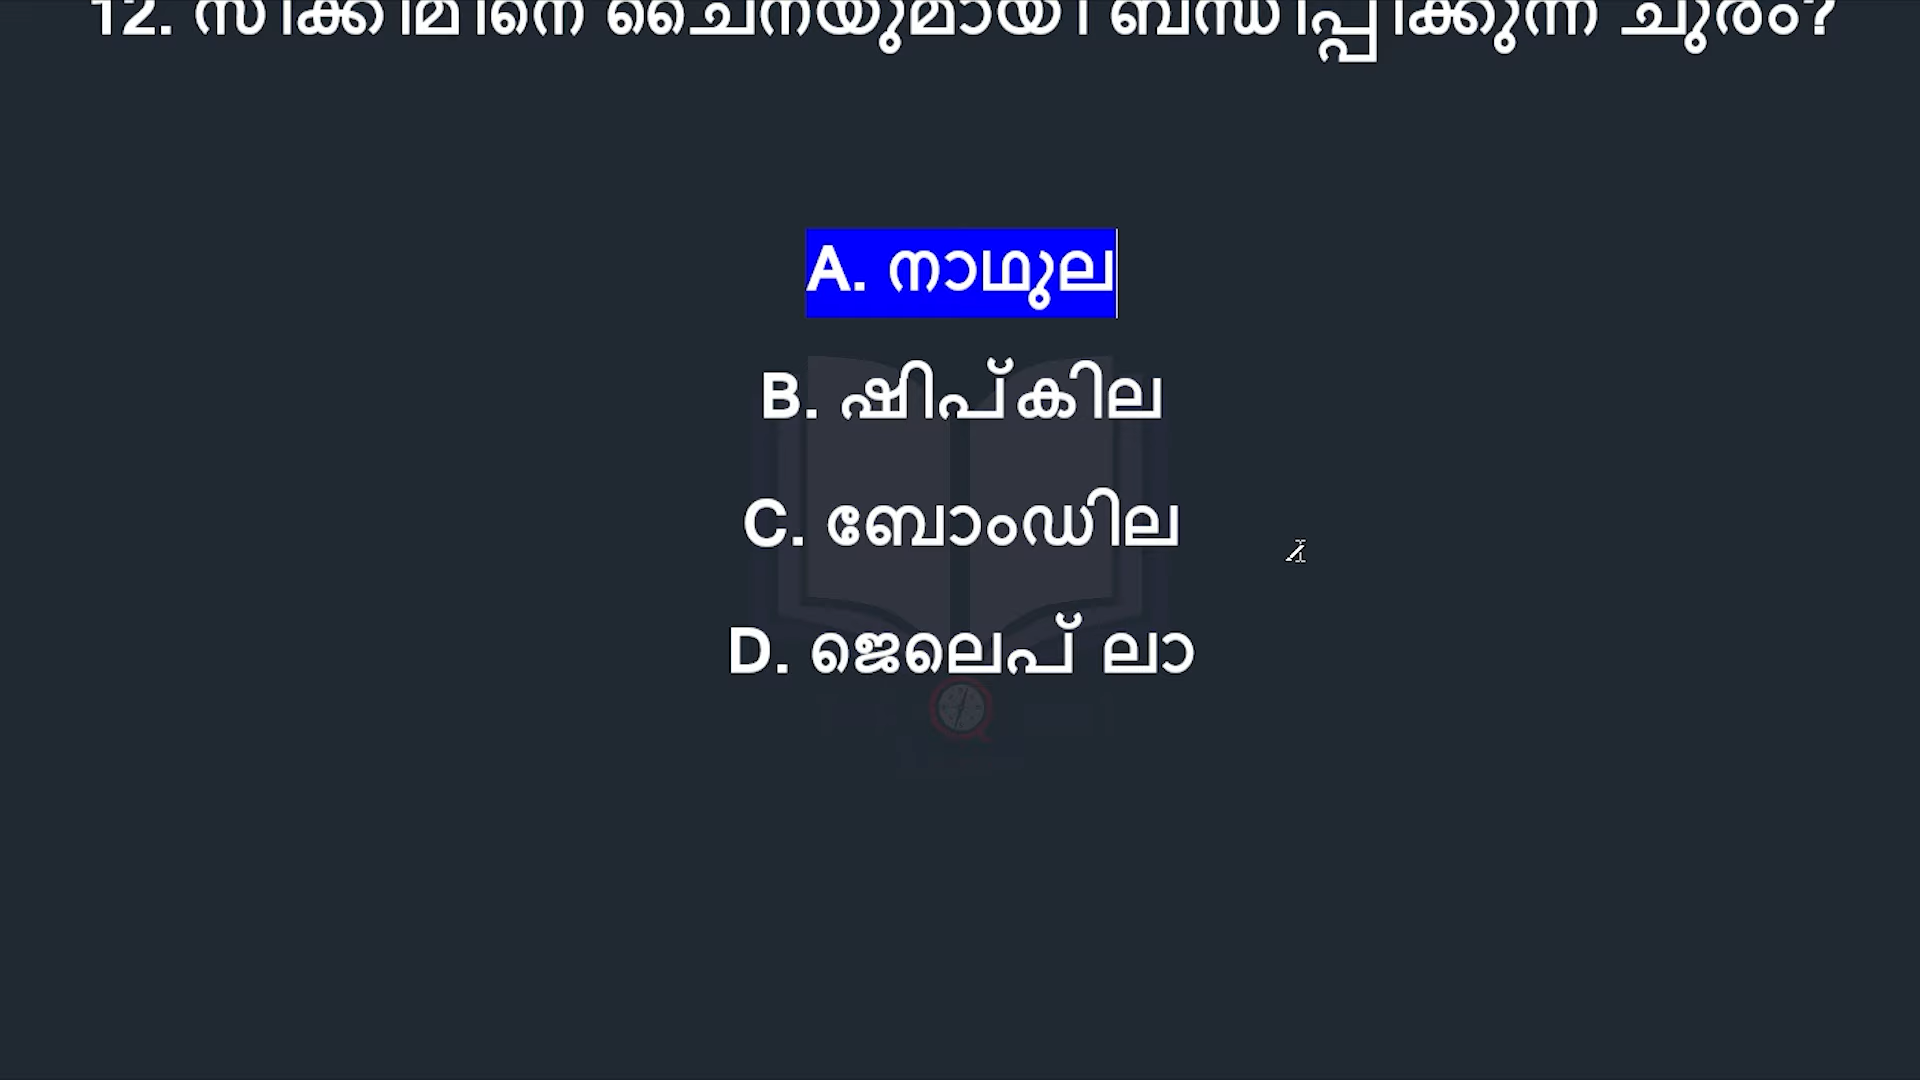 12. സിക്കിമിനെ ചൈനയുമായി ബന്ധിപ്പിക്കുന്ന ചുരം?
A. നാഥുല
B. ഷിപ്കില
C. ബോംഡില
D. ജെലെപ് ലാ